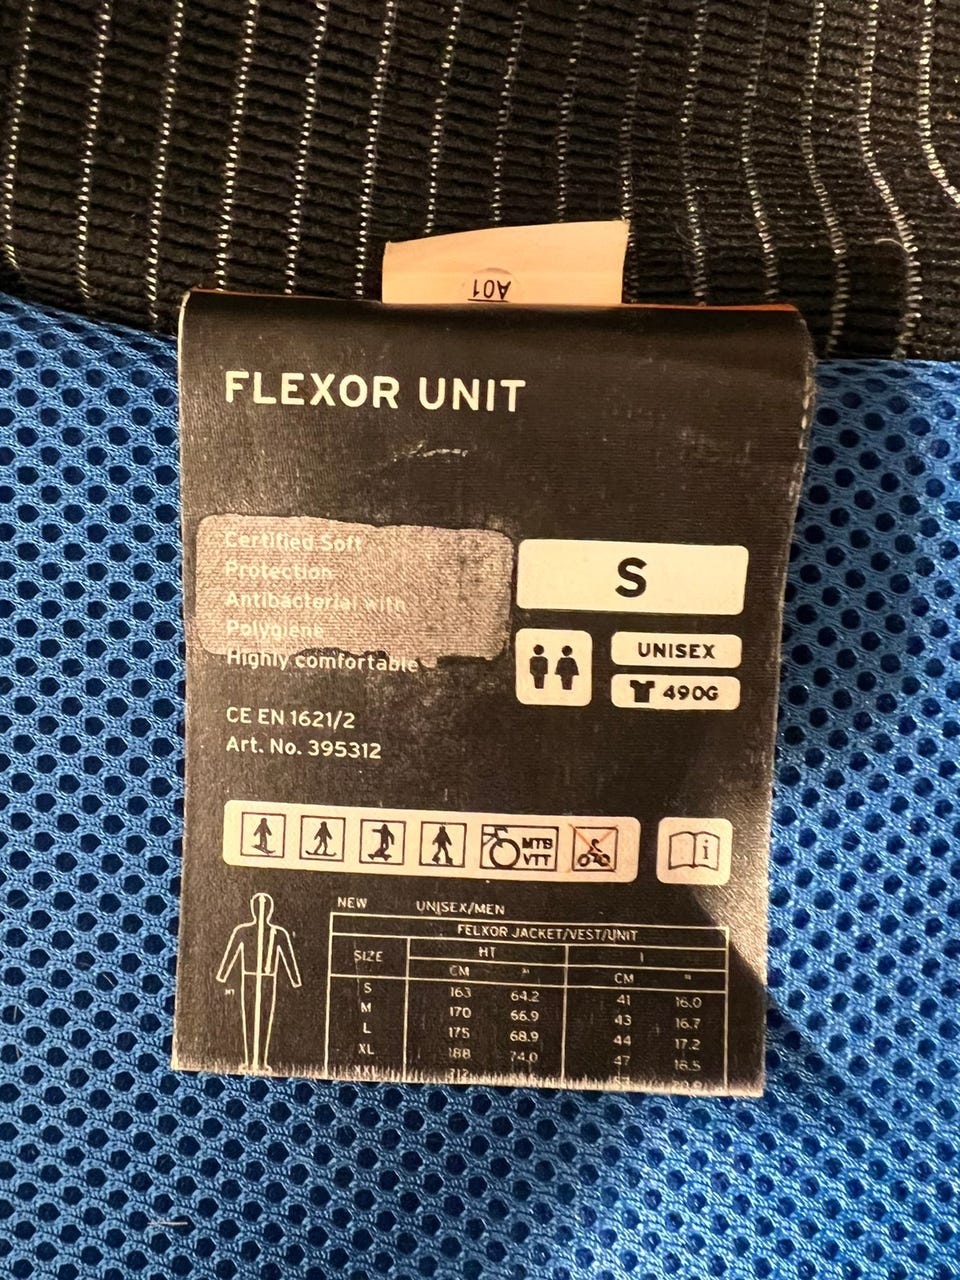 A01
FLEXOR UNIT
Certified Soft
Protection
Antibacterial with
Polygiene
Highly comfortable
S
UNISEX
490G
CE EN 1621/2
Art. No. 395312
MTB
VTT
i
NEW UNISEX/MEN
FELXOR JACKET/VEST/UNIT
SIZE HT I
CM " CM "
S 163 64.2 41 16.0
M 170 66.9 43 16.7
L 175 68.9 44 17.2
XL 188 74.0 47 16.5
XXL 212
HT